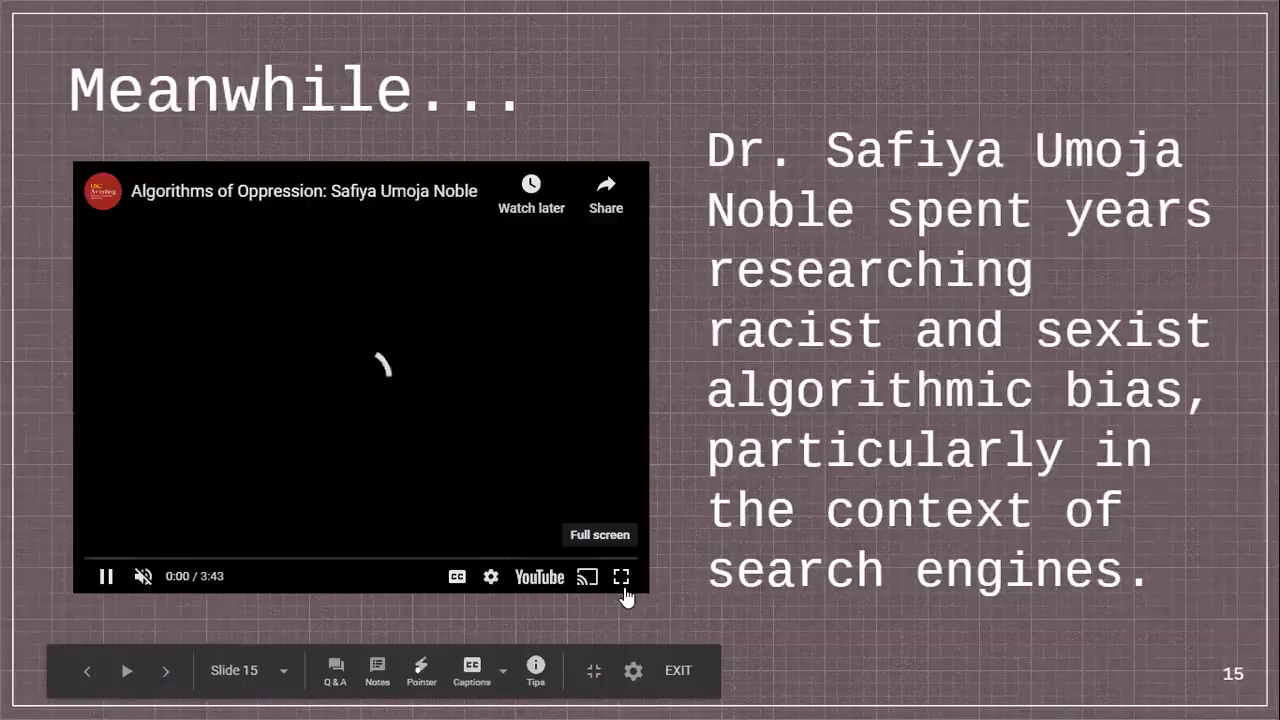 Meanwhile...
Algorithms of Oppression: Safiya Umoja Noble
Watch later
Share
Full screen
0:00 / 3:43
CC
YouTube
Dr. Safiya Umoja
Noble spent years
researching
racist and sexist
algorithmic bias,
particularly in
the context of
search engines.
Slide 15
Q & A
Notes
Pointer
CC
Captions
Tips
EXIT
15